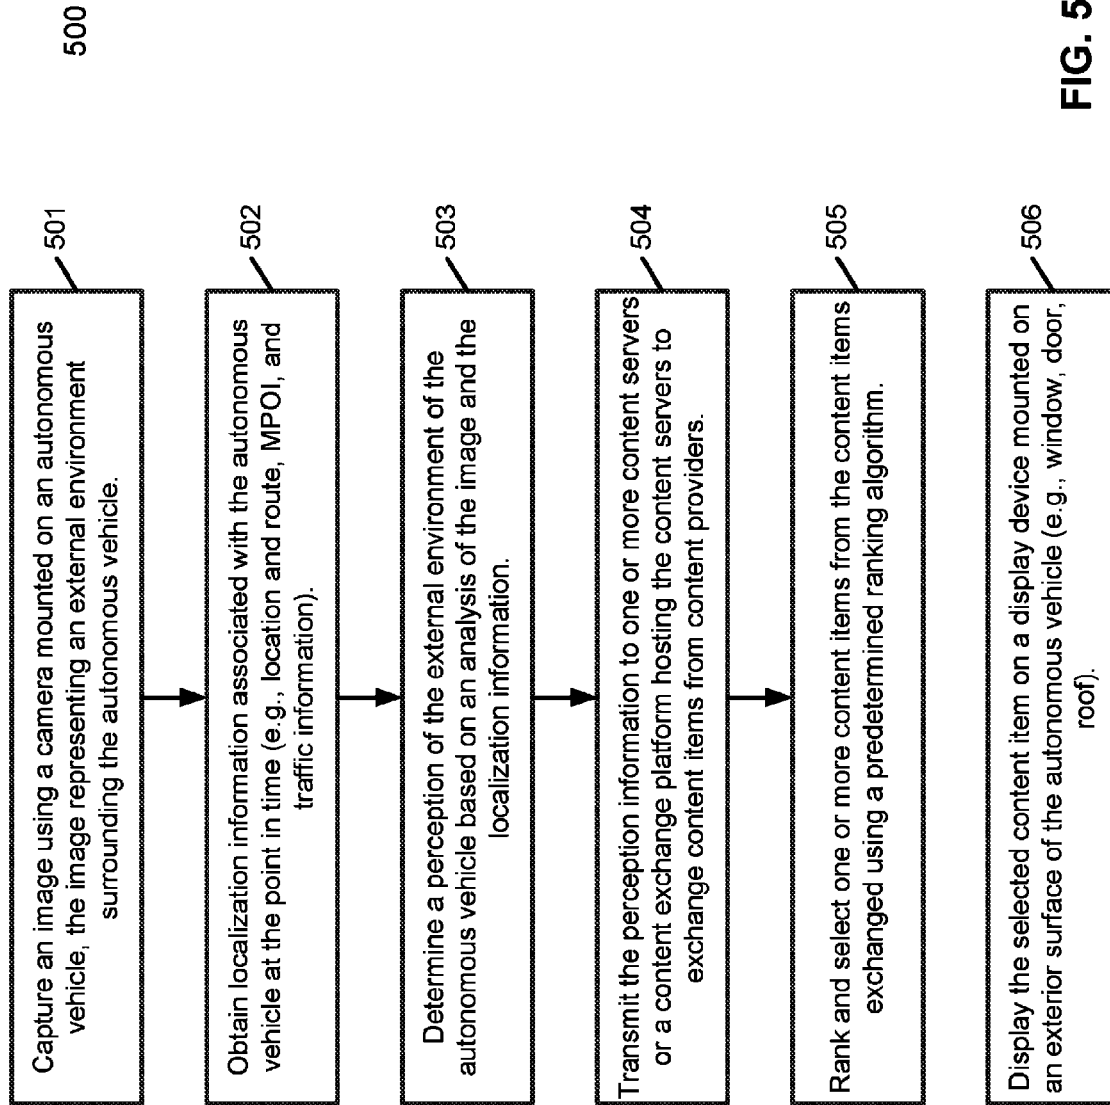 500
Capture an image using a camera mounted on an autonomous
vehicle, the image representing an external environment
surrounding the autonomous vehicle.
501
Obtain localization information associated with the autonomous
vehicle at the point in time (e.g., location and route, MPOI, and
traffic information).
502
Determine a perception of the external environment of the
autonomous vehicle based on an analysis of the image and the
localization information.
503
Transmit the perception information to one or more content servers
or a content exchange platform hosting the content servers to
exchange content items from content providers.
504
Rank and select one or more content items from the content items
exchanged using a predetermined ranking algorithm.
505
Display the selected content item on a display device mounted on
an exterior surface of the autonomous vehicle (e.g., window, door,
roof).
506
FIG. 5